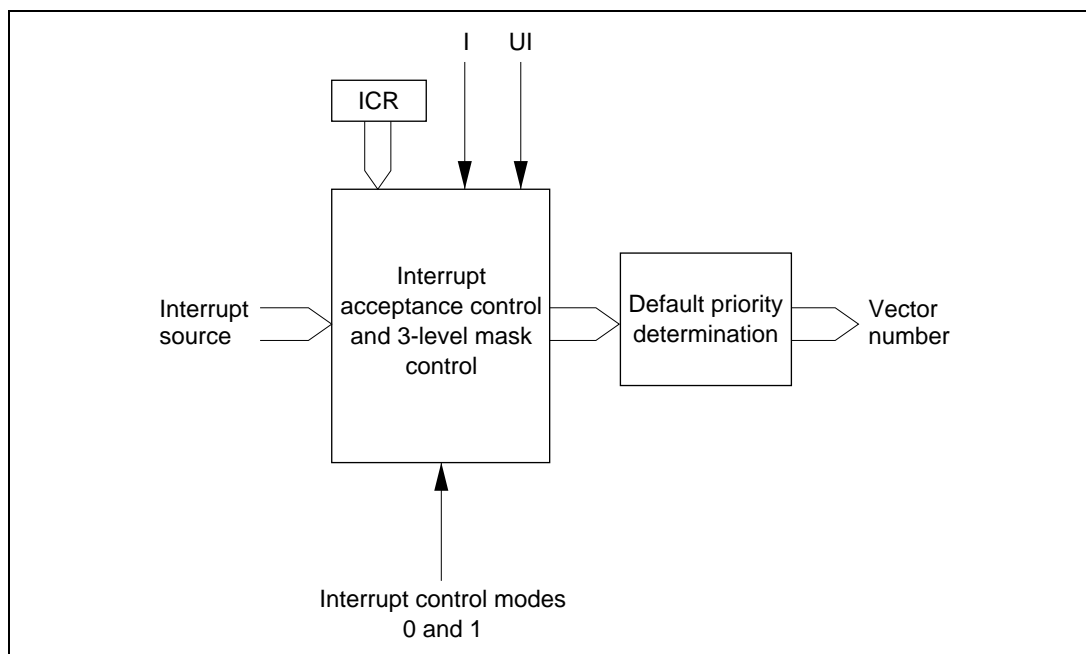 I
UI
ICR
Interrupt
acceptance control
and 3-level mask
control
Interrupt
source
Default priority
determination
Vector
number
Interrupt control modes
0 and 1